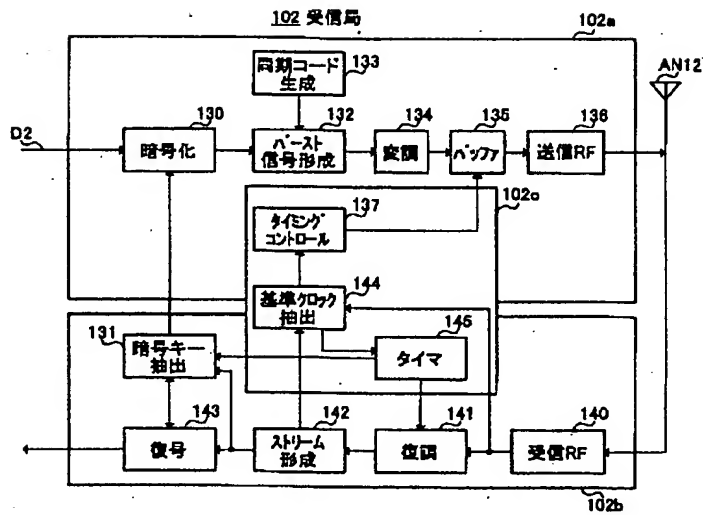 102 受信局
102a
同期コード
生成
133
AN12
D2
130
暗号化
132
バースト
信号形成
134
変調
135
バッファ
136
送信RF
137
タイミング
コントロール
102c
144
基準クロック
抽出
145
タイマ
131
暗号キー
抽出
143
復号
142
ストリーム
形成
141
復調
140
受信RF
102b